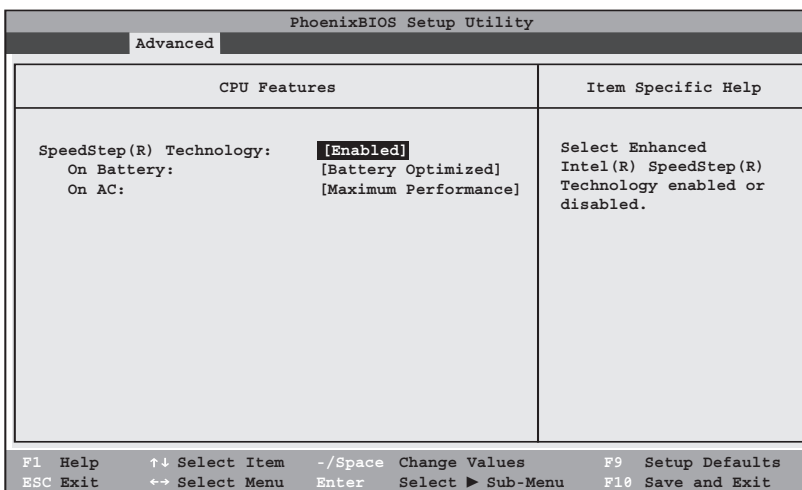 PhoenixBIOS Setup Utility
Advanced
CPU Features
Item Specific Help
SpeedStep(R) Technology: [Enabled]
On Battery: [Battery Optimized]
On AC: [Maximum Performance]
Select Enhanced
Intel(R) SpeedStep(R)
Technology enabled or
disabled.
F1 Help ↑↓ Select Item -/Space Change Values F9 Setup Defaults
ESC Exit ←→ Select Menu Enter Select ▶ Sub-Menu F10 Save and Exit